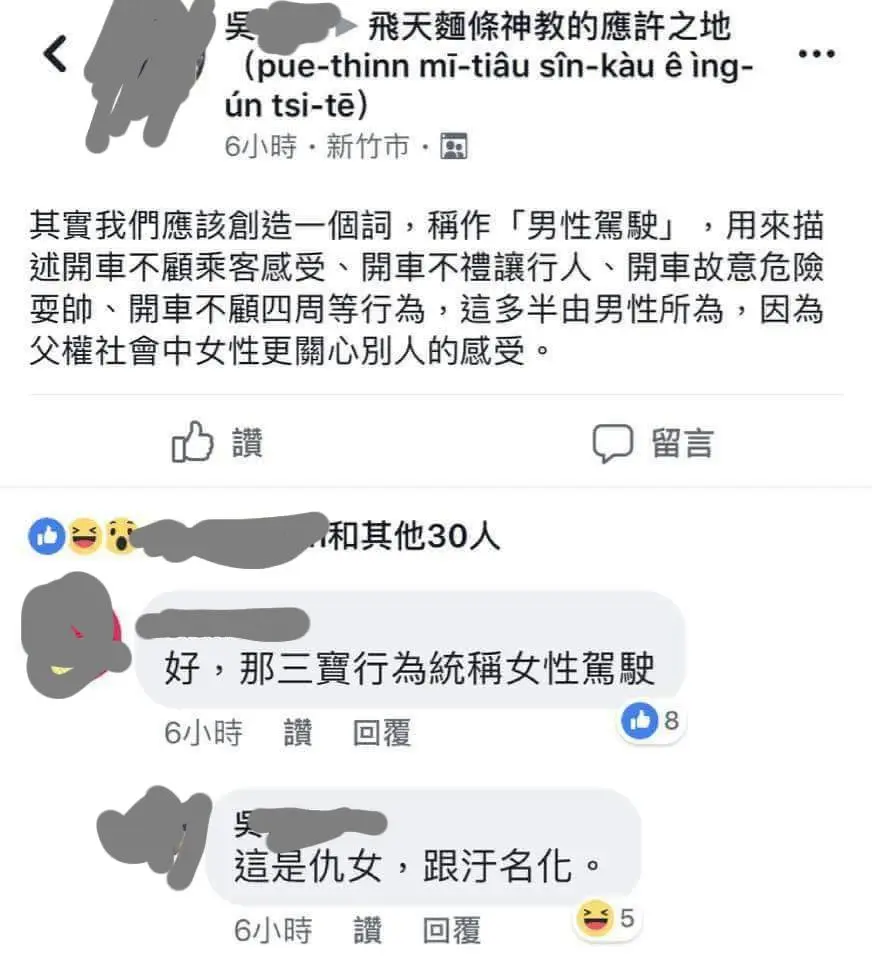 吳 ▸ 飛天麵條神教的應許之地
（pue-thinn mī-tiâu sîn-kàu ê ìng-
ún tsi-tē）
6小時・新竹市・
其實我們應該創造一個詞，稱作「男性駕駛」，用來描
述開車不顧乘客感受、開車不禮讓行人、開車故意危險
耍帥、開車不顧四周等行為，這多半由男性所為，因為
父權社會中女性更關心別人的感受。
讚 留言
和其他30人
好，那三寶行為統稱女性駕駛
6小時 讚 回覆 8
吳
這是仇女，跟汙名化。
6小時 讚 回覆 5